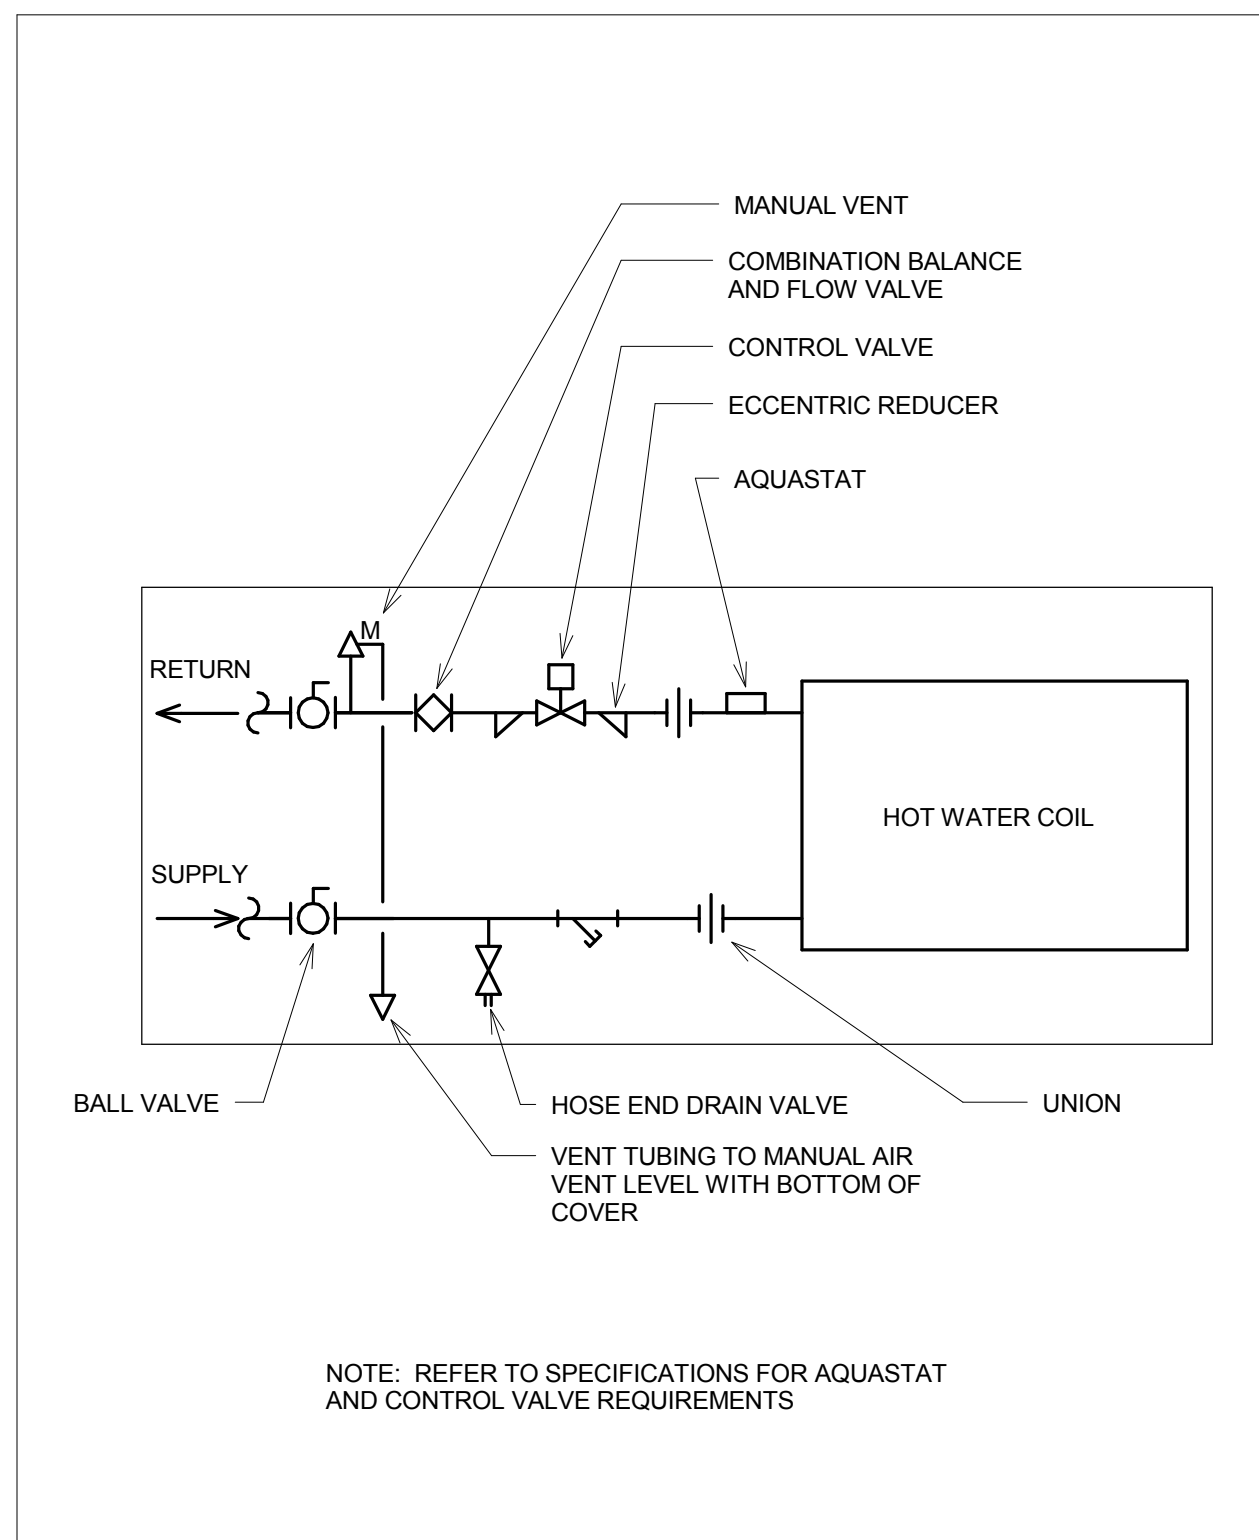 MANUAL VENT
COMBINATION BALANCE
AND FLOW VALVE
CONTROL VALVE
ECCENTRIC REDUCER
AQUASTAT
M
RETURN
HOT WATER COIL
SUPPLY
BALL VALVE
HOSE END DRAIN VALVE
UNION
VENT TUBING TO MANUAL AIR
VENT LEVEL WITH BOTTOM OF
COVER
NOTE:  REFER TO SPECIFICATIONS FOR AQUASTAT
AND CONTROL VALVE REQUIREMENTS